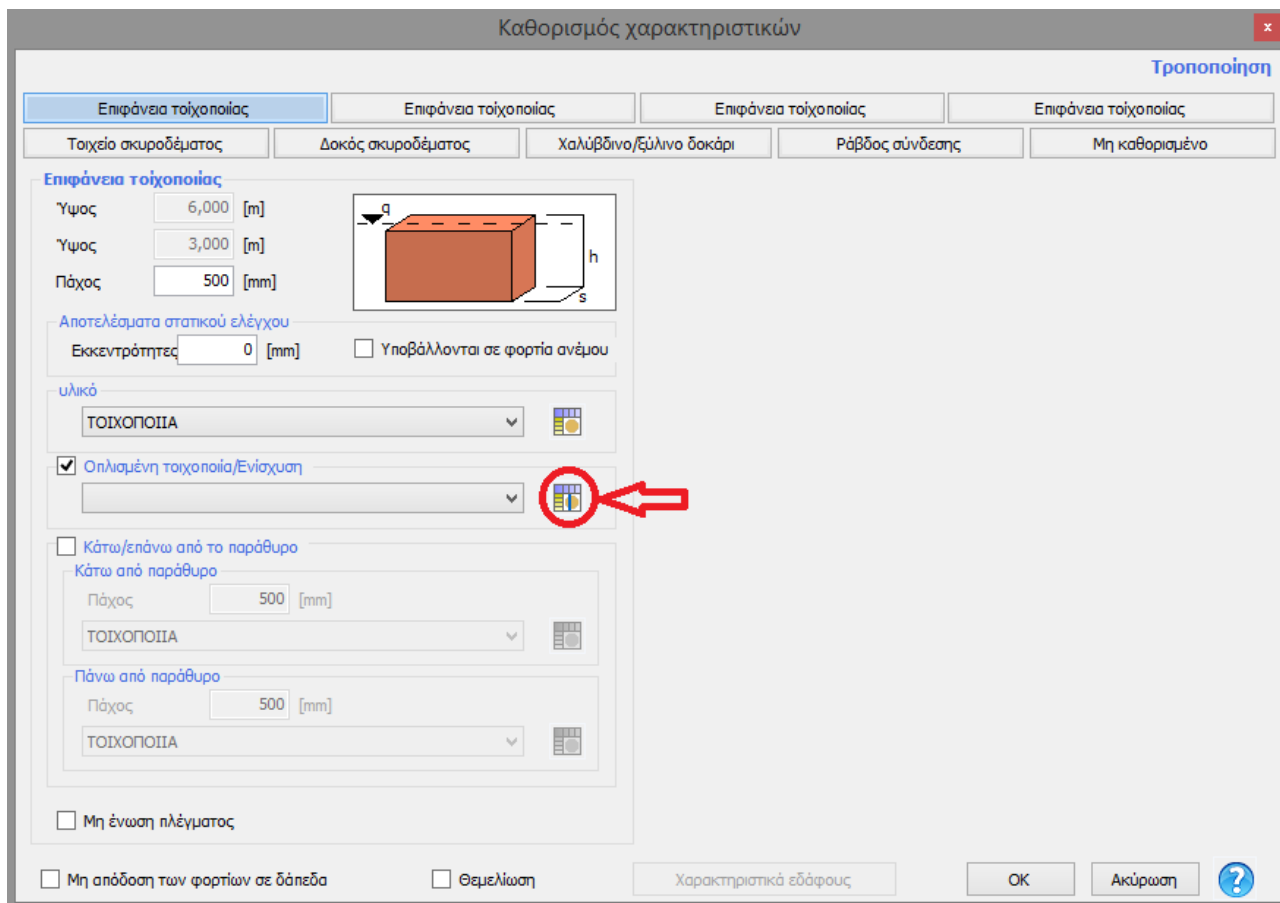 Καθορισμός χαρακτηριστικών x
Τροποποίηση
Επιφάνεια τοίχοποιίας Επιφάνεια τοίχοποιίας Επιφάνεια τοίχοποιίας Επιφάνεια τοίχοποιίας
Τοιχείο σκυροδέματος Δοκός σκυροδέματος Χαλύβδινο/ξύλινο δοκάρι Ράβδος σύνδεσης Μη καθορισμένο
Επιφάνεια τοίχοποιίας
Ύψος 6,000 [m]
Ύψος 3,000 [m]
Πάχος 500 [mm]
q
h
s
Αποτελέσματα στατικού ελέγχου
Εκκεντρότητες 0 [mm] Υποβάλλονται σε φορτία ανέμου
υλικό
ΤΟΙΧΟΠΟΙΙΑ
Οπλισμένη τοιχοποιία/Ενίσχυση
Κάτω/επάνω από το παράθυρο
Κάτω από παράθυρο
Πάχος 500 [mm]
ΤΟΙΧΟΠΟΙΙΑ
Πάνω από παράθυρο
Πάχος 500 [mm]
ΤΟΙΧΟΠΟΙΙΑ
Μη ένωση πλέγματος
Μη απόδοση των φορτίων σε δάπεδα Θεμελίωση Χαρακτηριστικά εδάφους OK Ακύρωση ?